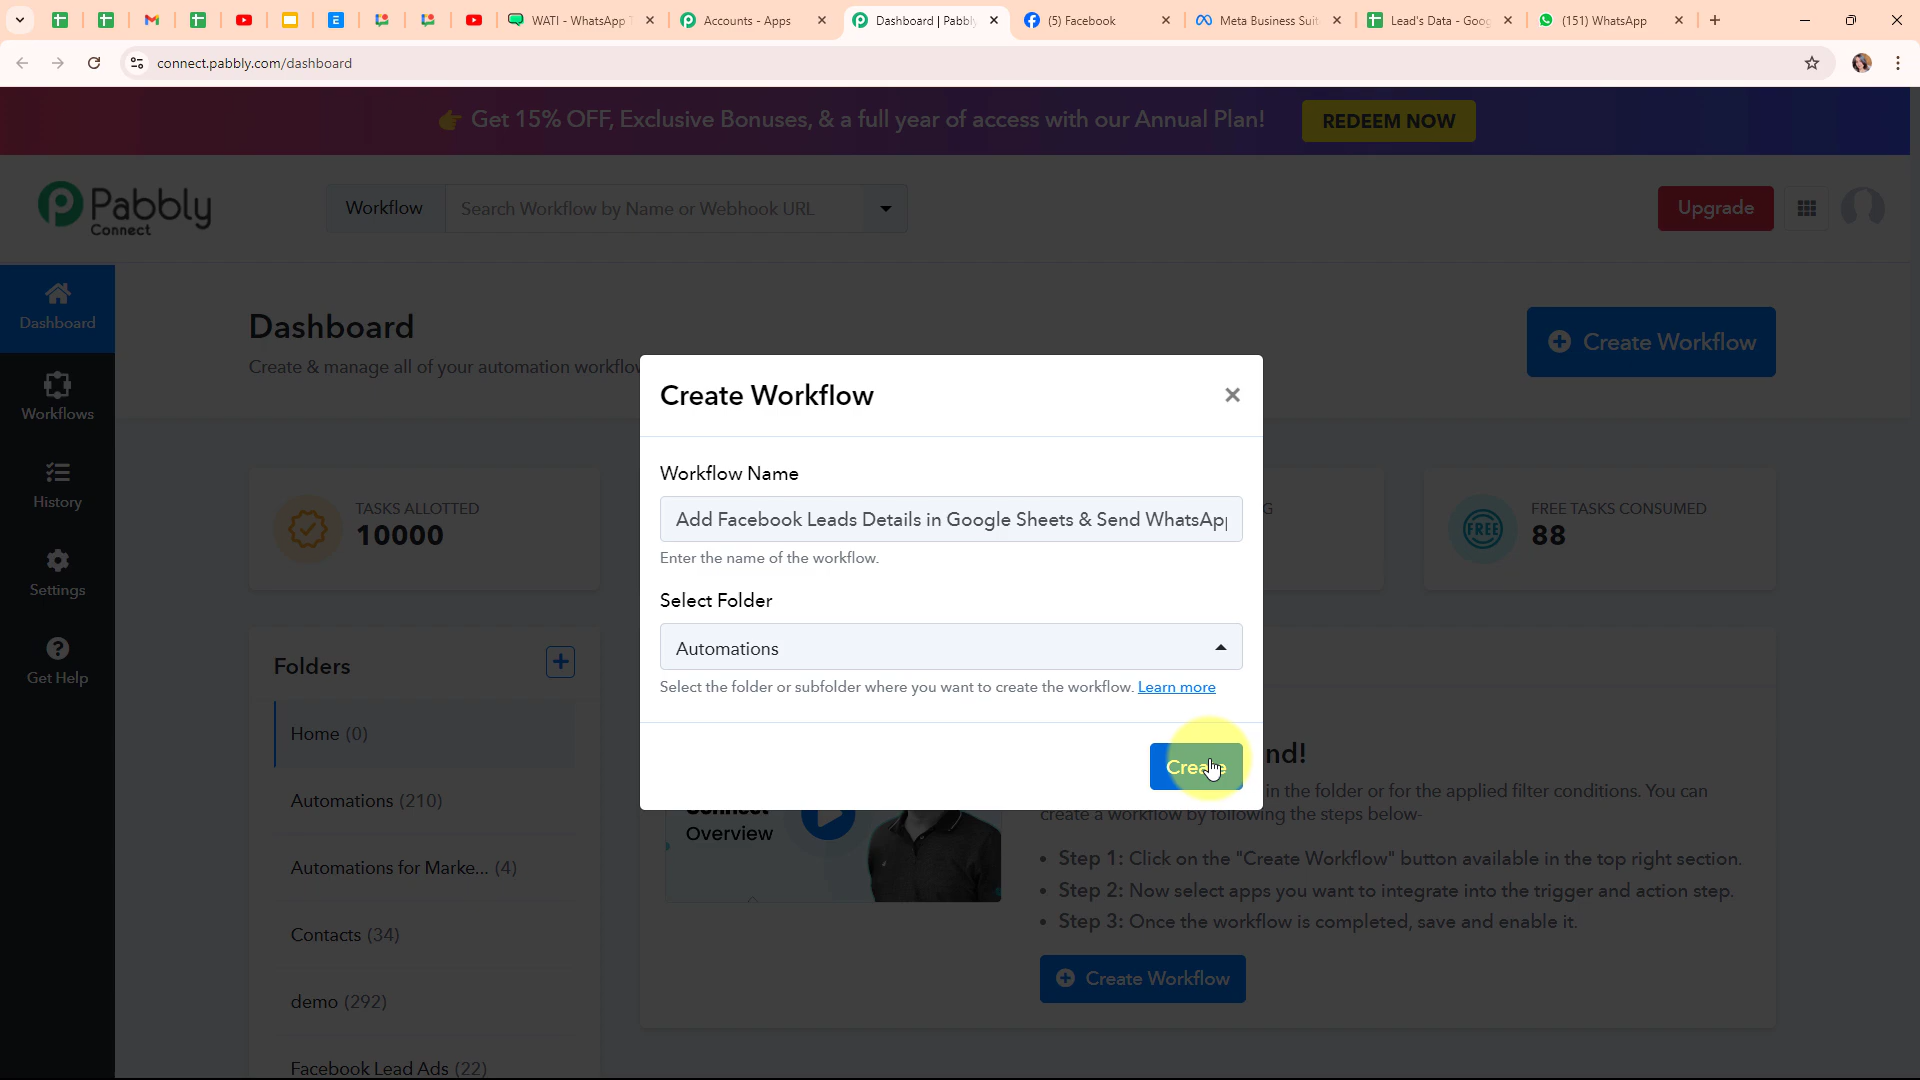 WATI - WhatsApp
Accounts - Apps
Dashboard | Pabbly
(5) Facebook
Meta Business Suit
Lead's Data - Goog
(151) WhatsApp
connect.pabbly.com/dashboard
👉 Get 15% OFF, Exclusive Bonuses, & a full year of access with our Annual Plan!
REDEEM NOW
Pabbly
Connect
Workflow
Search Workflow by Name or Webhook URL
Upgrade
Dashboard
Workflows
History
Settings
Get Help
Dashboard
Create & manage all of your automation workflow
Create Workflow
TASKS ALLOTTED
10000
G
FREE
FREE TASKS CONSUMED
88
Folders
Home (0)
Automations (210)
Automations for Marke... (4)
Contacts (34)
demo (292)
Facebook Lead Ads (22)
Create Workflow
Workflow Name
Add Facebook Leads Details in Google Sheets & Send WhatsApp
Enter the name of the workflow.
Select Folder
Automations
Select the folder or subfolder where you want to create the workflow. Learn more
Create
Connect
Overview
nd!
in the folder or for the applied filter conditions. You can
create a workflow by following the steps below-
• Step 1: Click on the "Create Workflow" button available in the top right section.
• Step 2: Now select apps you want to integrate into the trigger and action step.
• Step 3: Once the workflow is completed, save and enable it.
Create Workflow